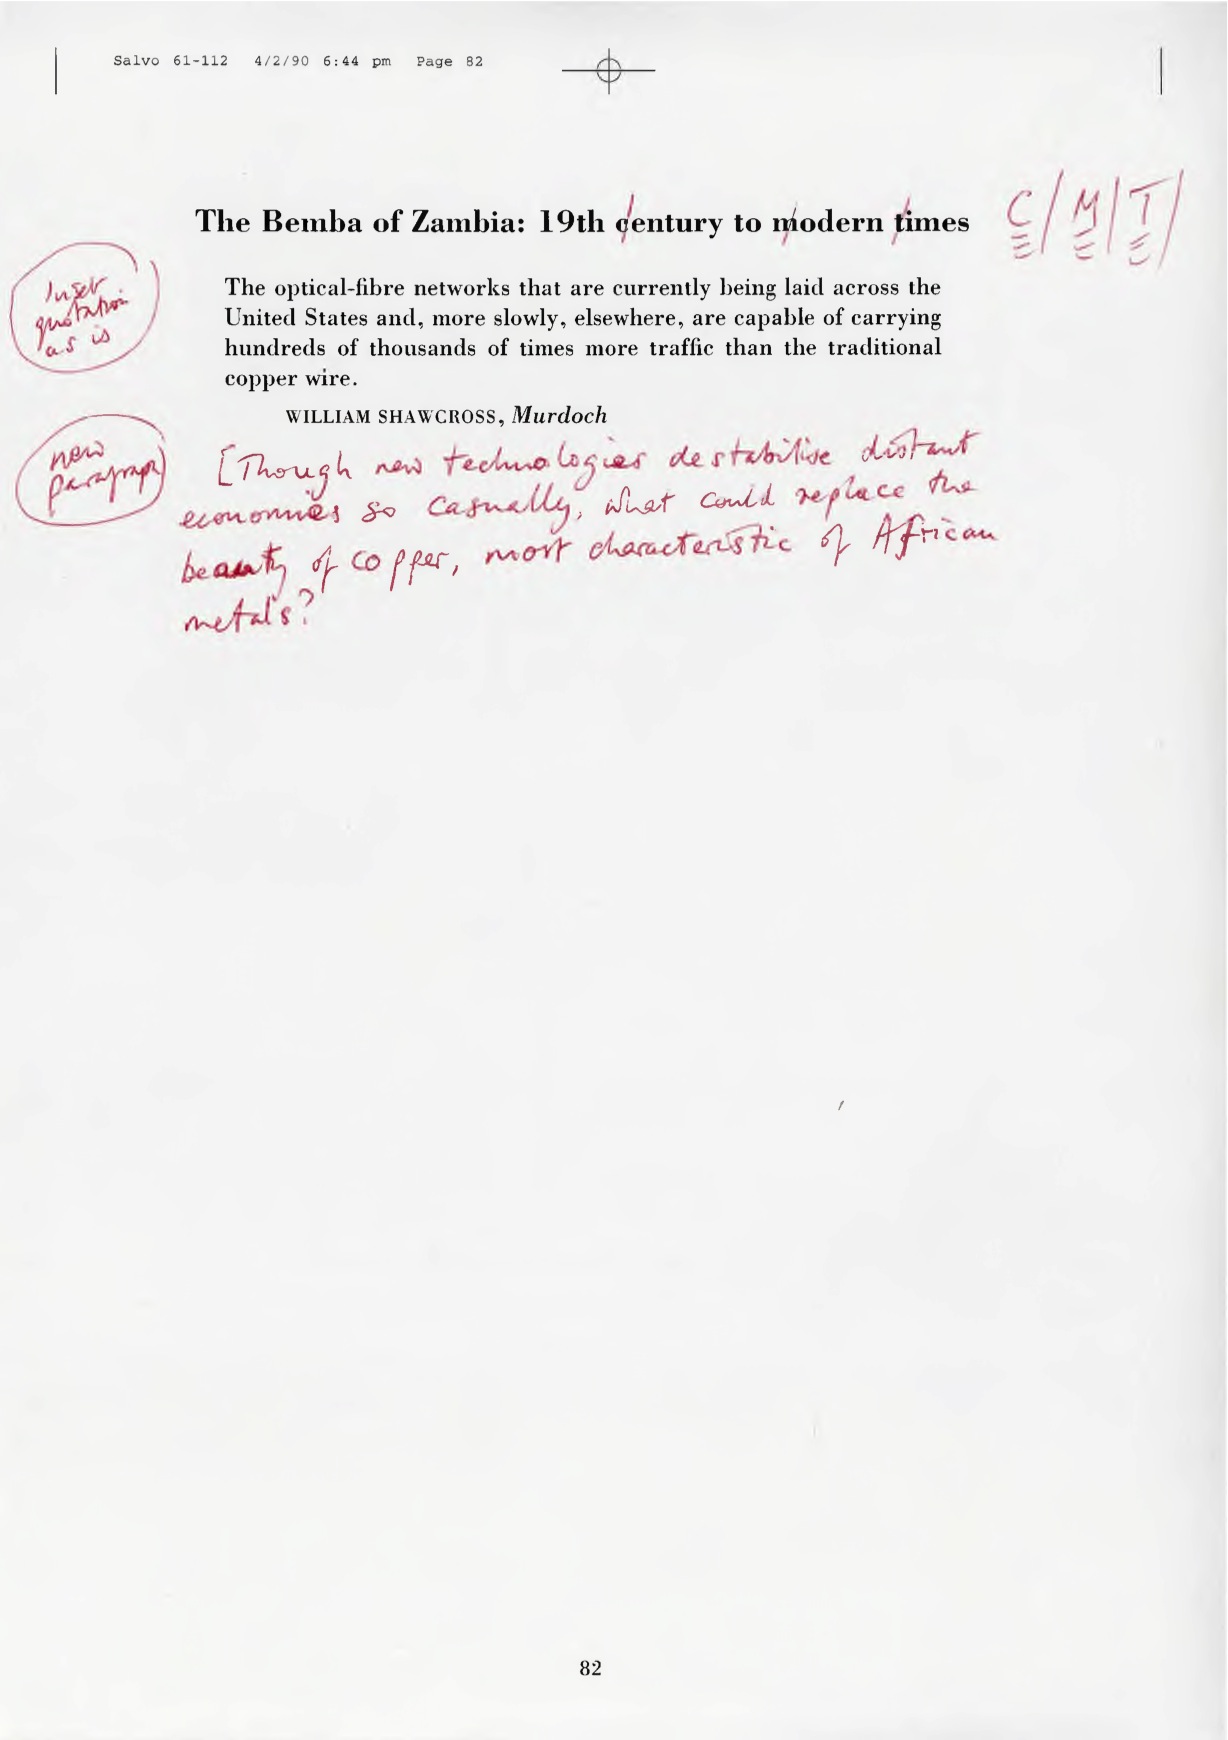 Salvo 61-112 4/2/90 6:44 pm Page 82
The Bemba of Zambia: 19th century to modern times
C/M/T/
Inset
quotation
as is
The optical-fibre networks that are currently being laid across the
United States and, more slowly, elsewhere, are capable of carrying
hundreds of thousands of times more traffic than the traditional
copper wire.
WILLIAM SHAWCROSS, Murdoch
new
paragraph
[Though new technologies destabilise distant
economies so casually, what could replace the
beauty of copper, most characteristic of African
metals?
82